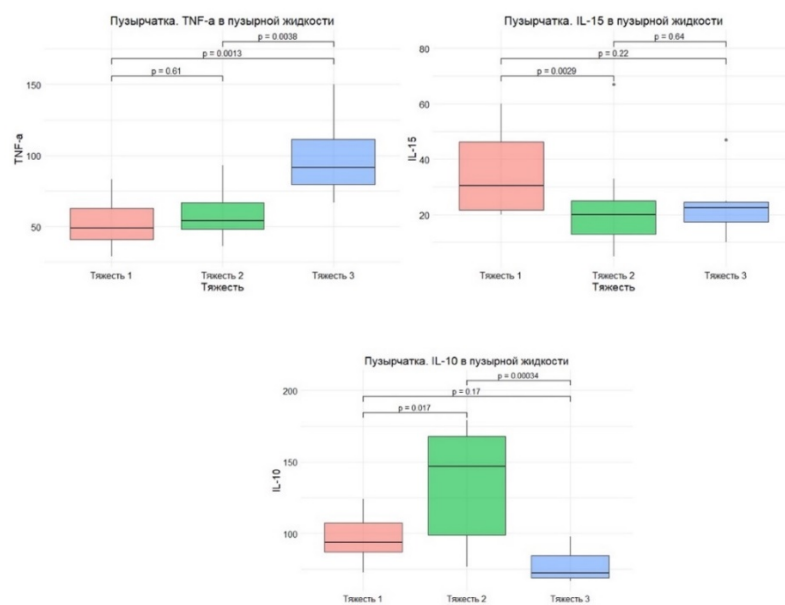 Пузырчатка. TNF-a в пузырной жидкости
p = 0.0038
p = 0.0013
p = 0.61
150
100
50
TNF-a
Тяжесть 1
Тяжесть 2
Тяжесть 3
Тяжесть
Пузырчатка. IL-15 в пузырной жидкости
p = 0.64
p = 0.22
p = 0.0029
80
60
40
20
IL-15
Тяжесть 1
Тяжесть 2
Тяжесть 3
Тяжесть
Пузырчатка. IL-10 в пузырной жидкости
p = 0.00034
p = 0.17
p = 0.017
200
150
100
IL-10
Тяжесть 1
Тяжесть 2
Тяжесть 3